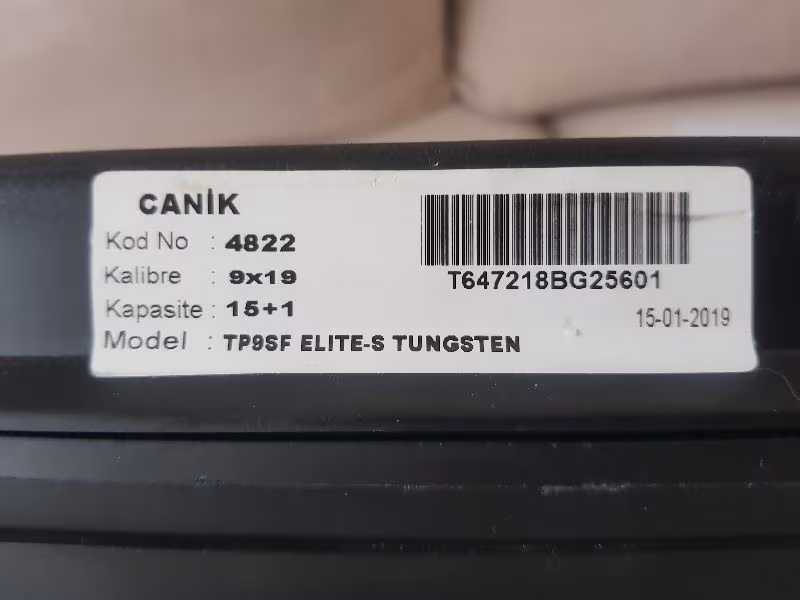 CANİK
Kod No : 4822
Kalibre : 9x19
Kapasite : 15+1
Model : TP9SF ELITE-S TUNGSTEN
T647218BG25601
15-01-2019